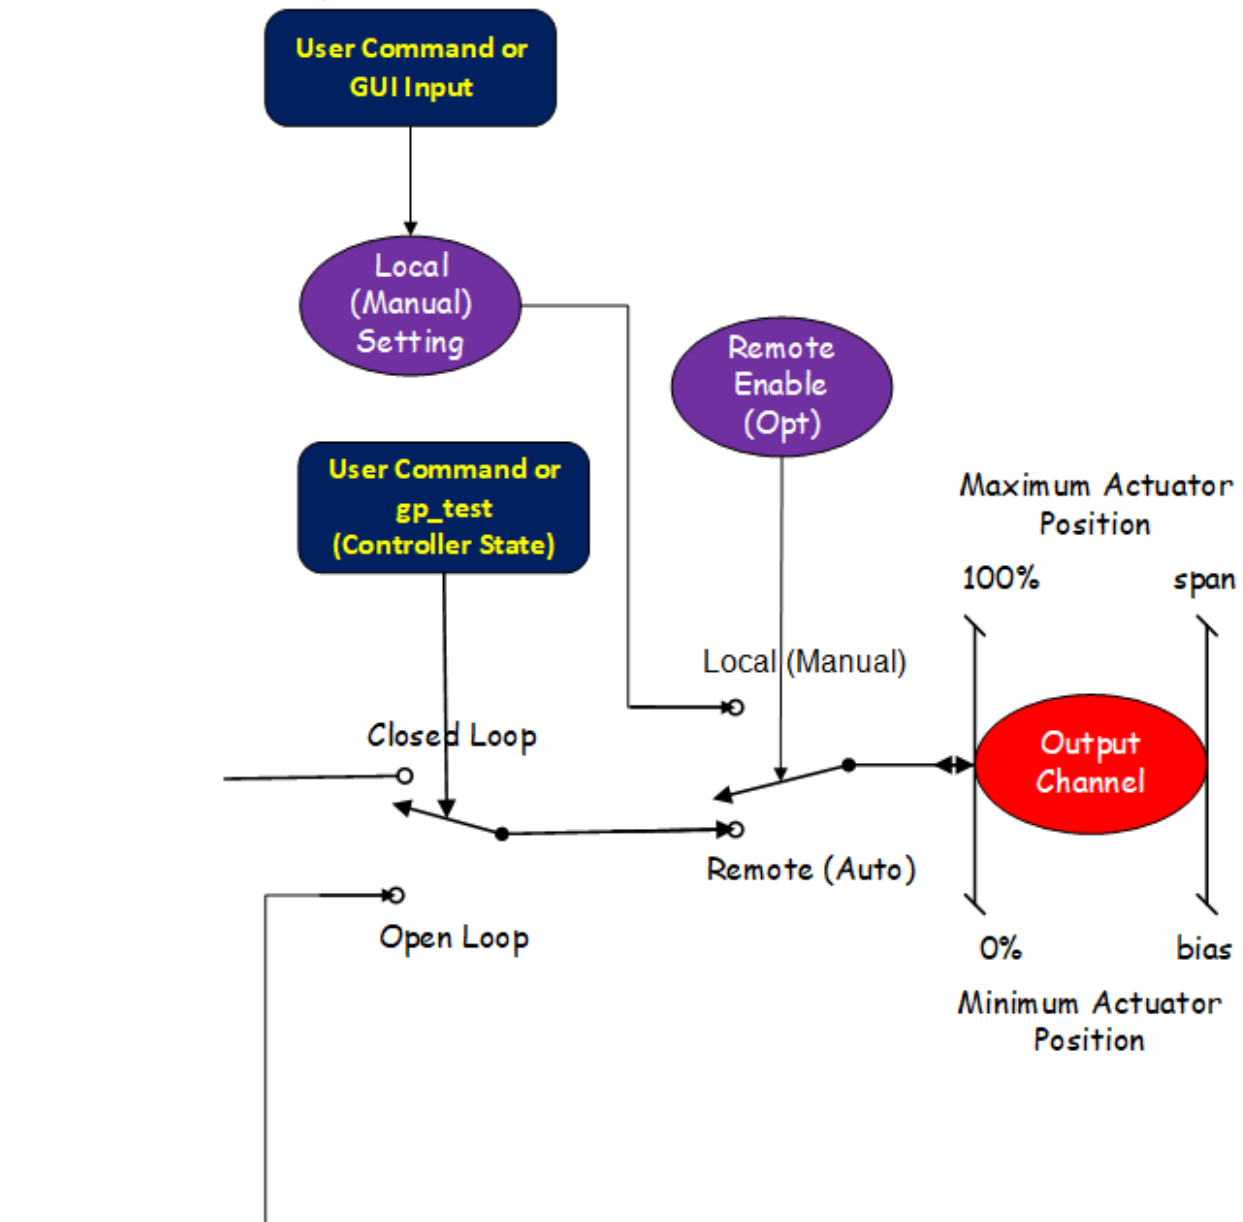 User Command or
GUI Input
Local
(Manual)
Setting
Remote
Enable
(Opt)
User Command or
gp_test
(Controller State)
Maximum Actuator
Position
100%
span
Local (Manual)
Closed Loop
Output
Channel
Remote (Auto)
Open Loop
0%
bias
Minimum Actuator
Position